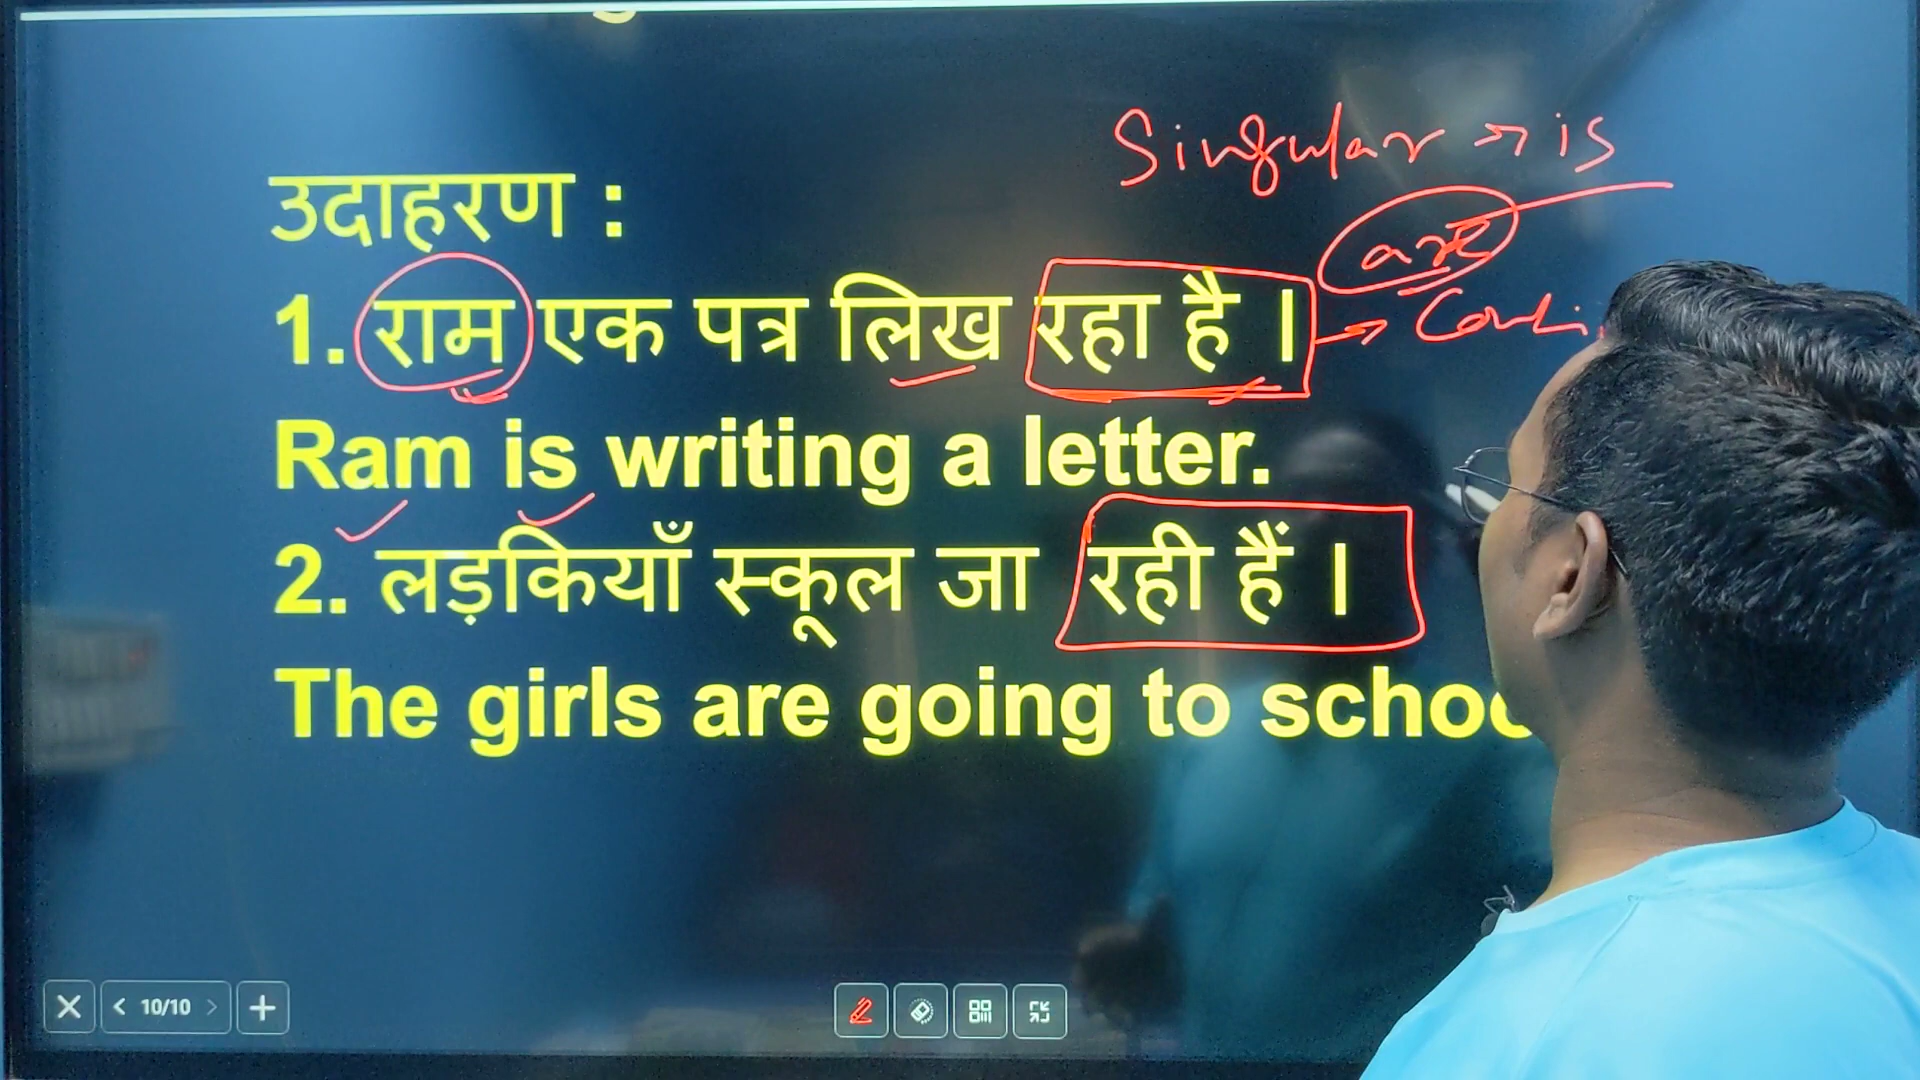 Singular → is
उदाहरण :
are
1. राम एक पत्र लिख रहा है ।
→ Conti
Ram is writing a letter.
2. लड़कियाँ स्कूल जा रही हैं ।
The girls are going to schoo
10/10